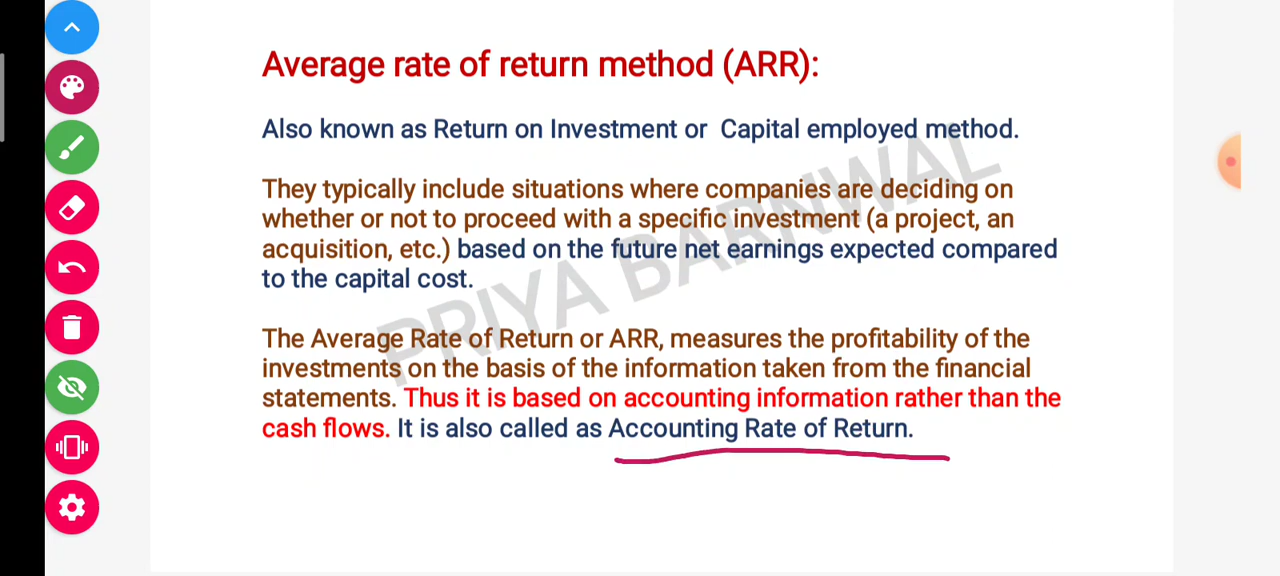 Average rate of return method (ARR):
Also known as Return on Investment or Capital employed method.
They typically include situations where companies are deciding on
whether or not to proceed with a specific investment (a project, an
acquisition, etc.) based on the future net earnings expected compared
to the capital cost.
The Average Rate of Return or ARR, measures the profitability of the
investments on the basis of the information taken from the financial
statements. Thus it is based on accounting information rather than the
cash flows. It is also called as Accounting Rate of Return.
PRIYA BARNWAL